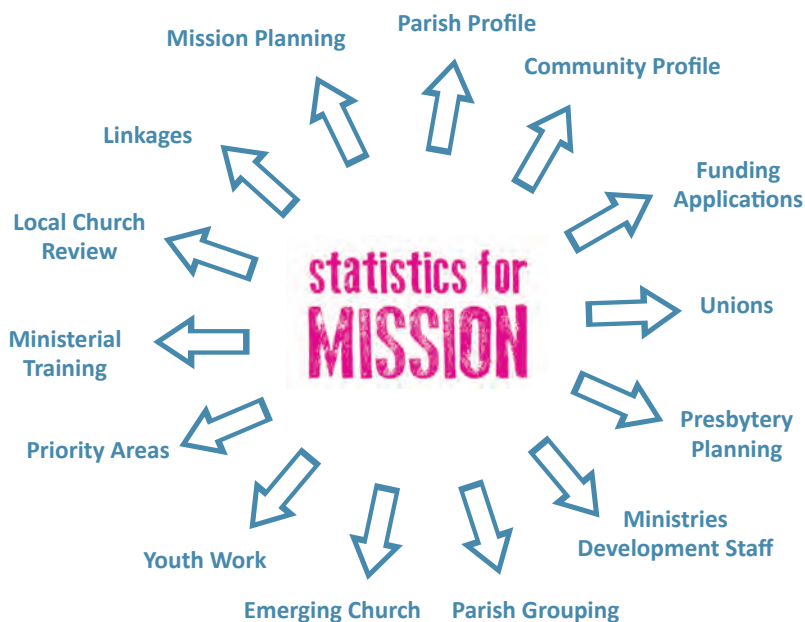 Parish Profile
Mission Planning
Community Profile
Linkages
Funding
Applications
Local Church
Review
statistics for
MISSION
Unions
Ministerial
Training
Presbytery
Planning
Priority Areas
Ministries
Development Staff
Youth Work
Emerging Church
Parish Grouping